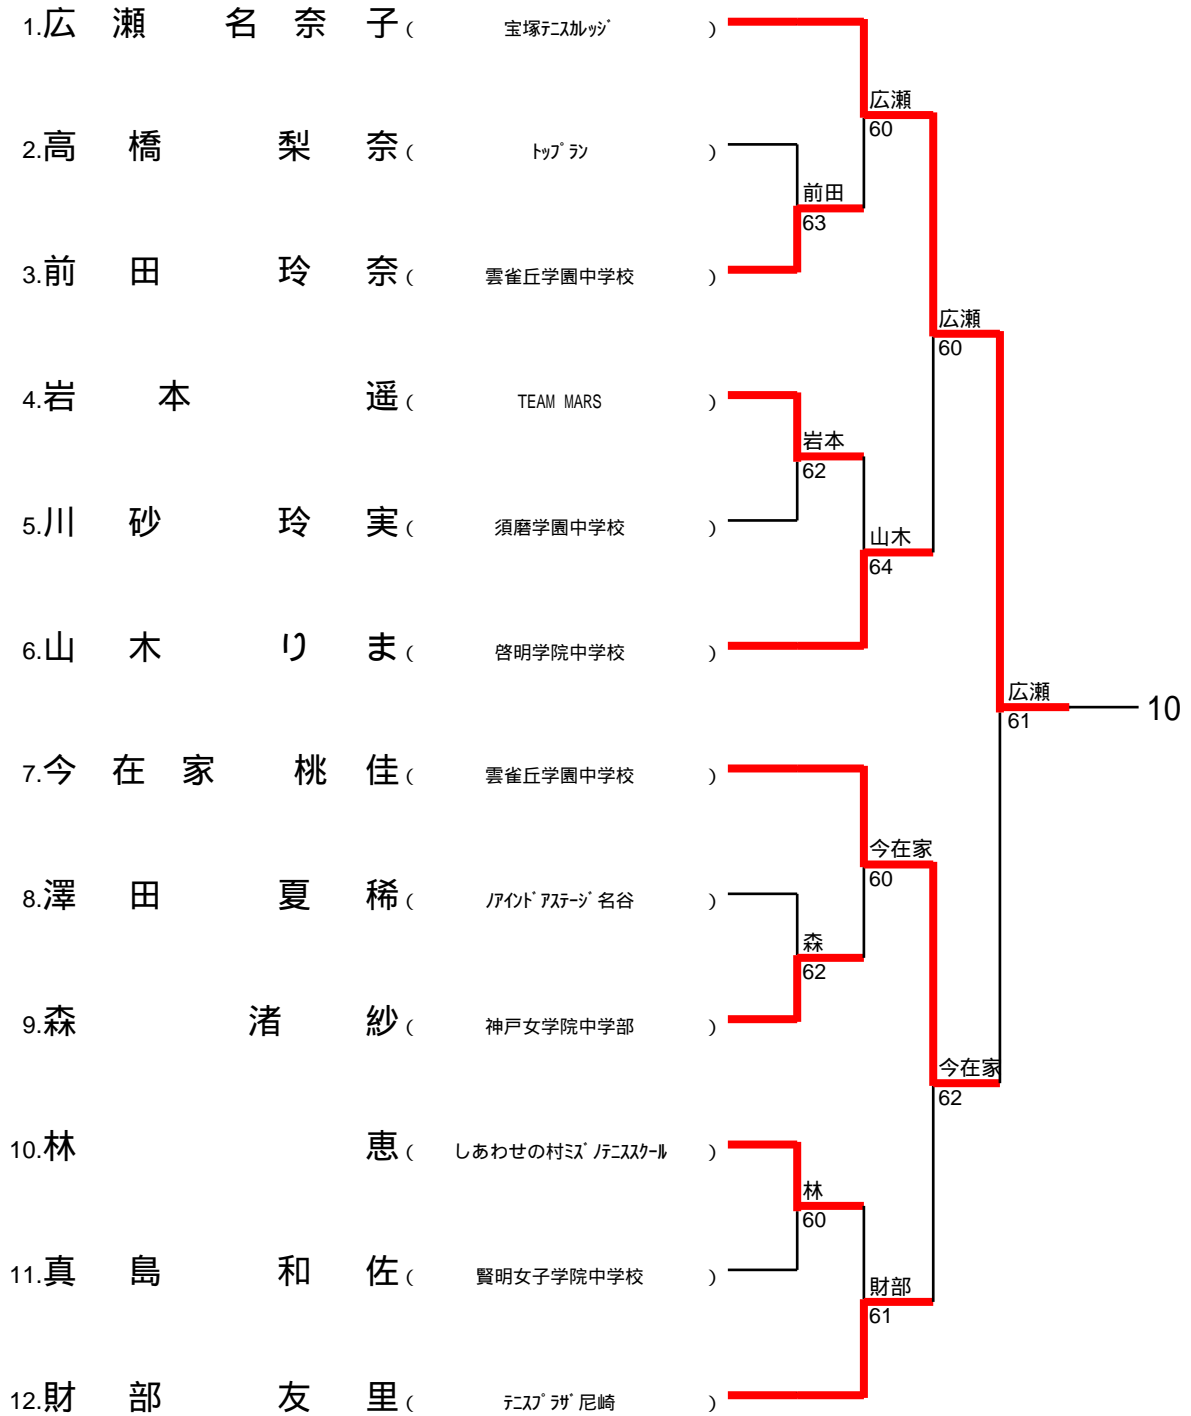 1.広瀬 名奈子( 宝塚ﾃﾆｽｶﾚｯｼﾞ )
広瀬
60
2.高橋 梨奈( ﾄｯﾌﾟﾗﾝ )
前田
63
3.前田 玲奈( 雲雀丘学園中学校 )
広瀬
60
4.岩本 遥( TEAM MARS )
岩本
62
5.川砂 玲実( 須磨学園中学校 )
山木
64
6.山木 りま( 啓明学院中学校 )
広瀬
61
10
7.今在家 桃佳( 雲雀丘学園中学校 )
今在家
60
8.澤田 夏稀( ﾉｱｲﾝﾄﾞｱｽﾃｰｼﾞ名谷 )
森
62
9.森 渚紗( 神戸女学院中学部 )
今在家
62
10.林 恵( しあわせの村ﾐｽﾞﾉﾃﾆｽｽｸｰﾙ )
林
60
11.真島 和佐( 賢明女子学院中学校 )
財部
61
12.財部 友里( ﾃﾆｽﾌﾟﾗｻﾞ尼崎 )